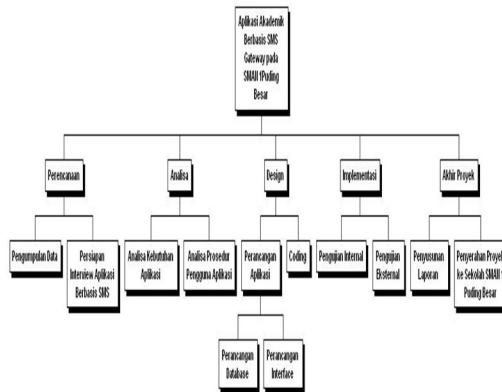 Aplikasi Akademik
Berbasis SMS
Gateway pada
SMAN 1Puding
Besar
Perencanaan
Analisa
Design
Implementasi
Akhir Proyek
Pengumpulan Data
Persiapan
Interview Aplikasi
Berbasis SMS
Analisa Kebutuhan
Aplikasi
Analisa Prosedur
Pengguna Aplikasi
Perancangan
Aplikasi
Coding
Pengujian Internal
Pengujian
Eksternal
Penyusunan
Laporan
Penyerahan Proyek
ke Sekolah SMAN 1
Puding Besar
Perancangan
Database
Perancangan
Interface